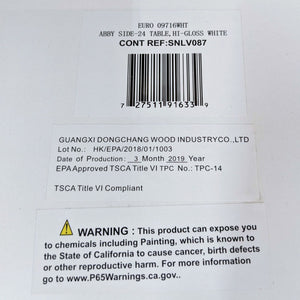 EURO 09716WHT
ABBY SIDE-24 TABLE,HI-GLOSS WHITE
CONT REF:SNLV087
7 27511 91633 9
GUANGXI DONGCHANG WOOD INDUSTRYCO.,LTD
Lot No.: HK/EPA/2018/01/1003
Date of Production: 3 Month 2019 Year
EPA Approved TSCA Title VI TPC No.: TPC-14
TSCA Title VI Compliant
WARNING : This product can expose you
to chemicals including Painting, which is known to
the State of California to cause cancer, birth defects
or other reproductive harm. For more information
go to www.P65Warnings.ca.gov..